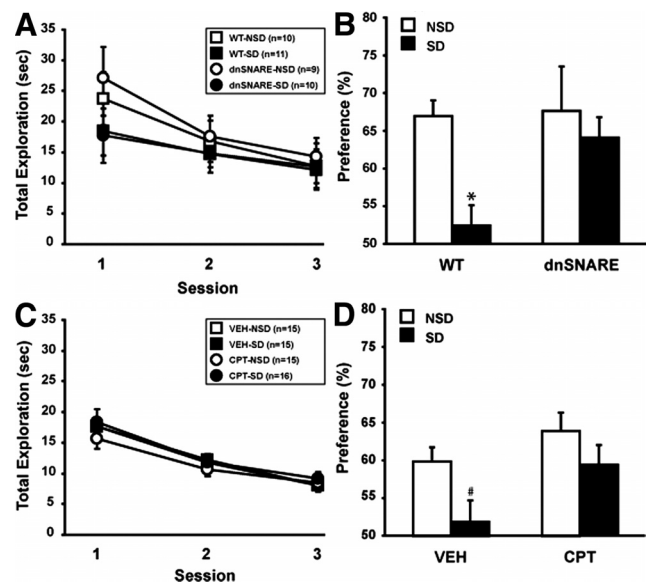 A
Total Exploration (sec)
35
30
25
20
15
10
5
0
WT-NSD (n=10)
WT-SD (n=11)
dnSNARE-NSD (n=9)
dnSNARE-SD (n=10)
1 2 3
Session
B
Preference (%)
75
70
65
60
55
50
NSD
SD
*
WT dnSNARE
C
Total Exploration (sec)
35
30
25
20
15
10
5
0
VEH-NSD (n=15)
VEH-SD (n=15)
CPT-NSD (n=15)
CPT-SD (n=16)
1 2 3
Session
D
Preference (%)
75
70
65
60
55
50
NSD
SD
#
VEH CPT